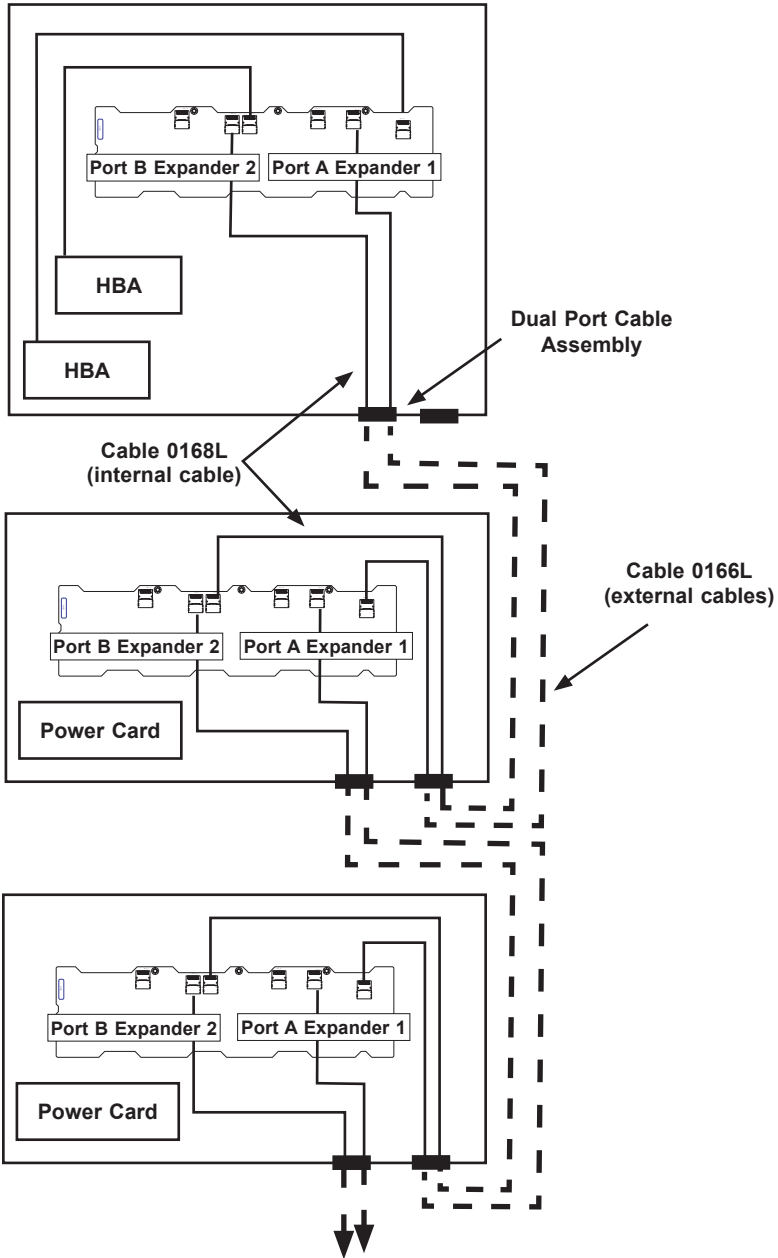 Port B Expander 2
Port A Expander 1
HBA
HBA
Dual Port Cable
Assembly
Cable 0168L
(internal cable)
Cable 0166L
(external cables)
Port B Expander 2
Port A Expander 1
Power Card
Port B Expander 2
Port A Expander 1
Power Card